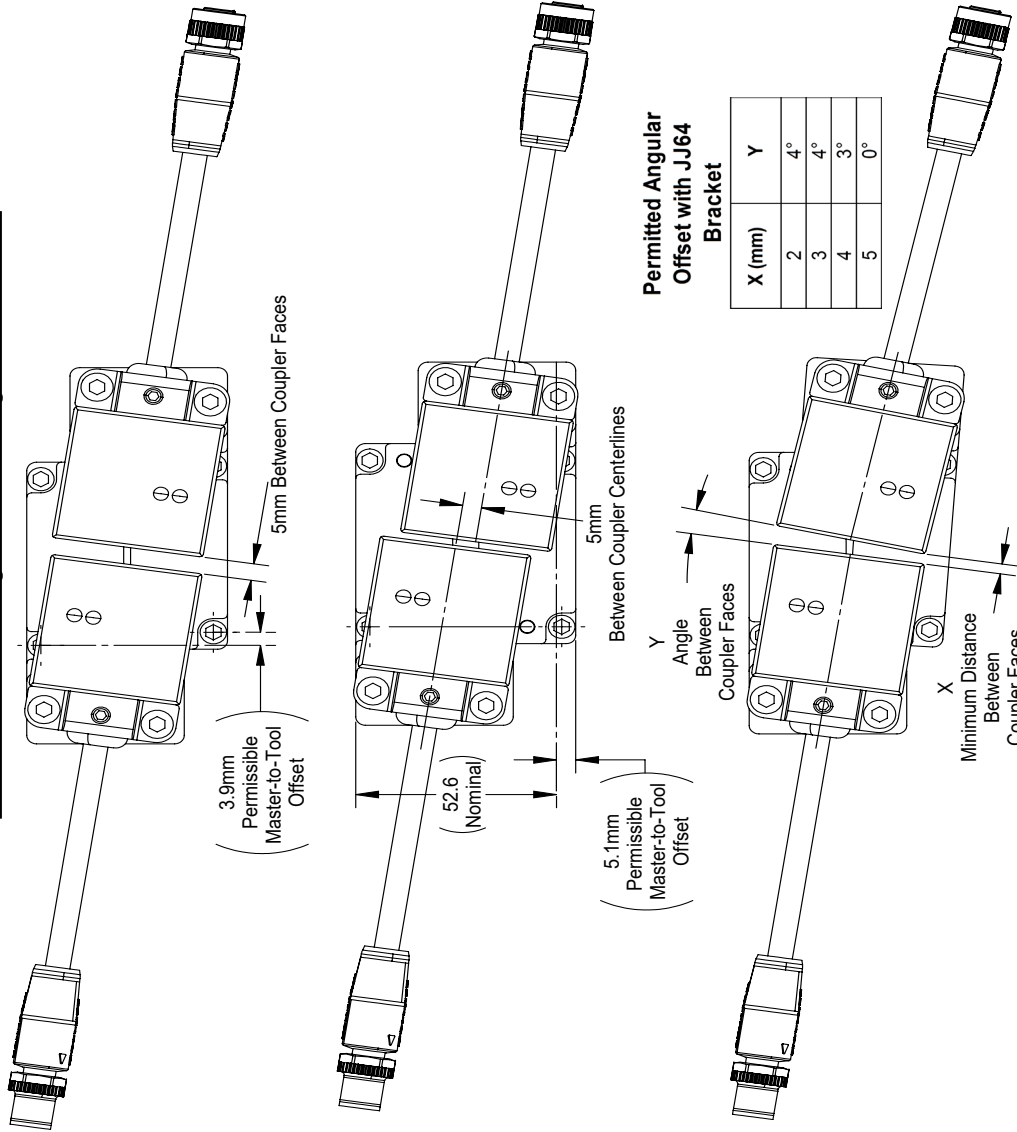 5mm Between Coupler Faces
3.9mm
Permissible
Master-to-Tool
Offset
52.6
Nominal
5mm
Between Coupler Centerlines
5.1mm
Permissible
Master-to-Tool
Offset
Permitted Angular
Offset with JJ64
Bracket
X (mm) Y
2 4°
3 4°
4 3°
5 0°
Y
Angle
Between
Coupler Faces
X
Minimum Distance
Between
Coupler Faces